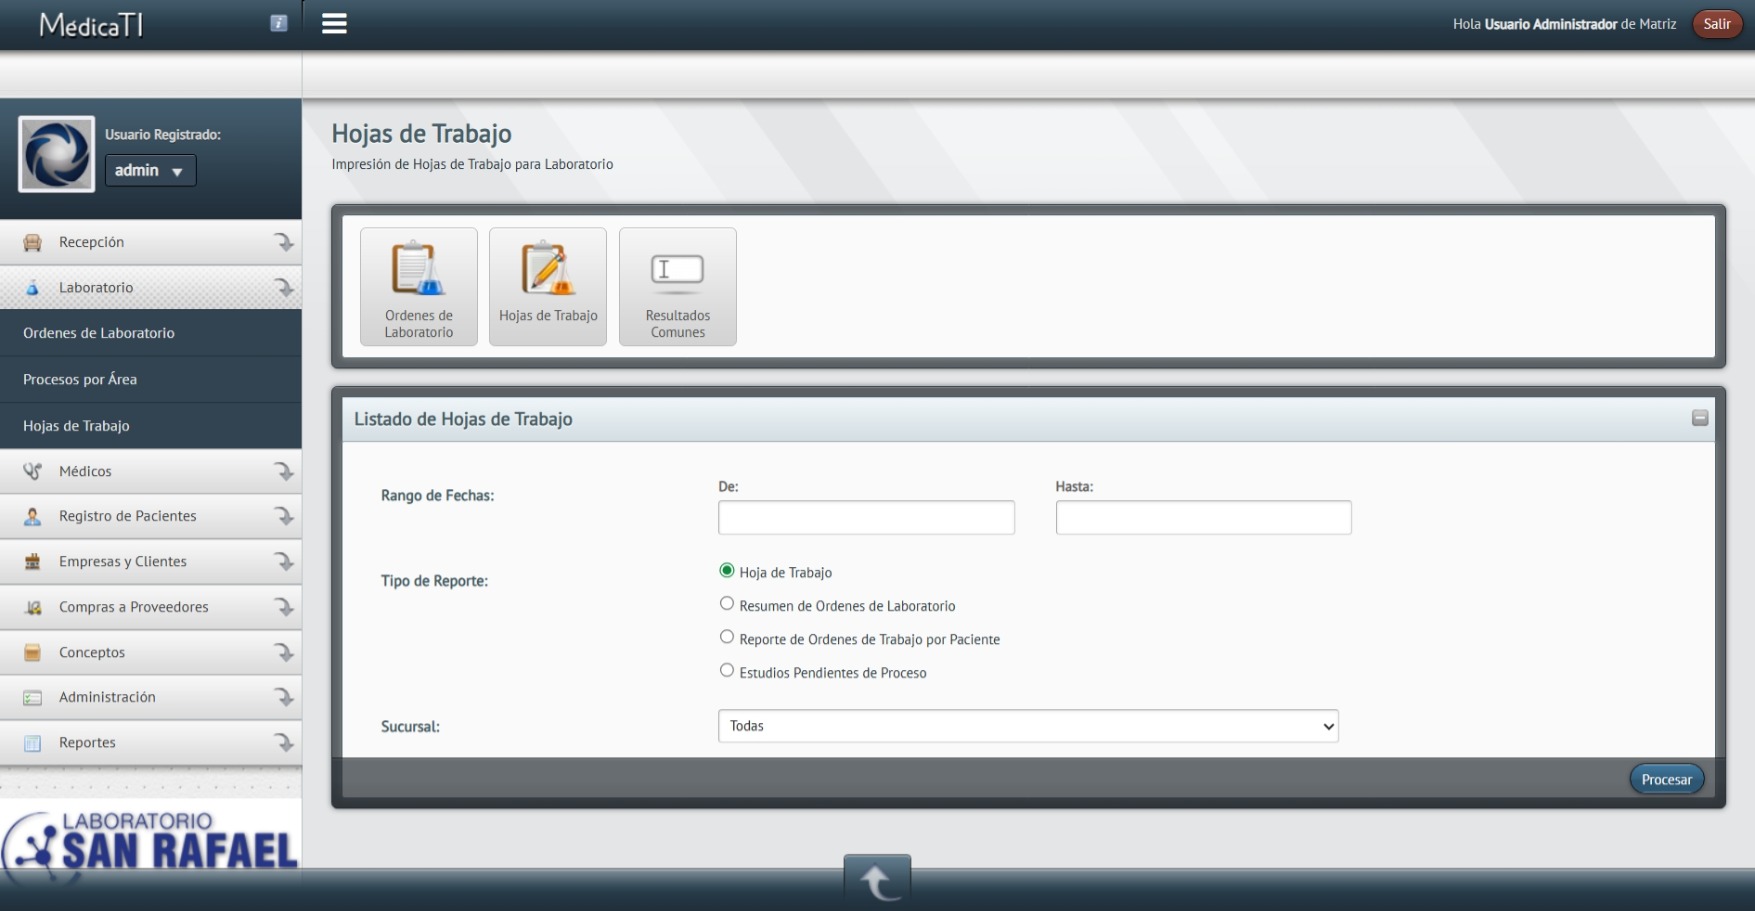 MédicaTI
Hola Usuario Administrador de Matriz
Salir
Usuario Registrado:
admin
Recepción
Laboratorio
Ordenes de Laboratorio
Procesos por Área
Hojas de Trabajo
Médicos
Registro de Pacientes
Empresas y Clientes
Compras a Proveedores
Conceptos
Administración
Reportes
LABORATORIO
SAN RAFAEL
Hojas de Trabajo
Impresión de Hojas de Trabajo para Laboratorio
Ordenes de
Laboratorio
Hojas de Trabajo
Resultados
Comunes
Listado de Hojas de Trabajo
Rango de Fechas:
De:
Hasta:
Tipo de Reporte:
Hoja de Trabajo
Resumen de Ordenes de Laboratorio
Reporte de Ordenes de Trabajo por Paciente
Estudios Pendientes de Proceso
Sucursal:
Todas
Procesar